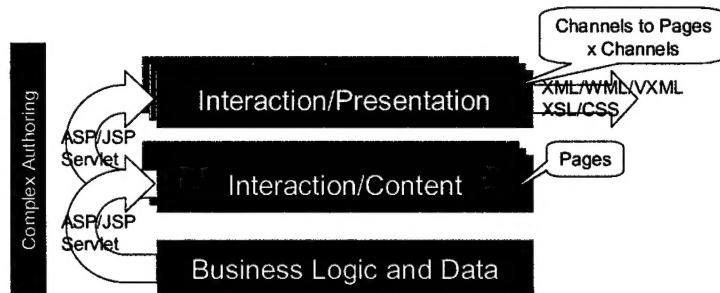 Channels to Pages
x Channels
Complex Authoring
Interaction/Presentation
XML/WML/VXML
XSL/CSS
ASP/JSP
Servlet
Interaction/Content
Pages
ASP/JSP
Servlet
Business Logic and Data